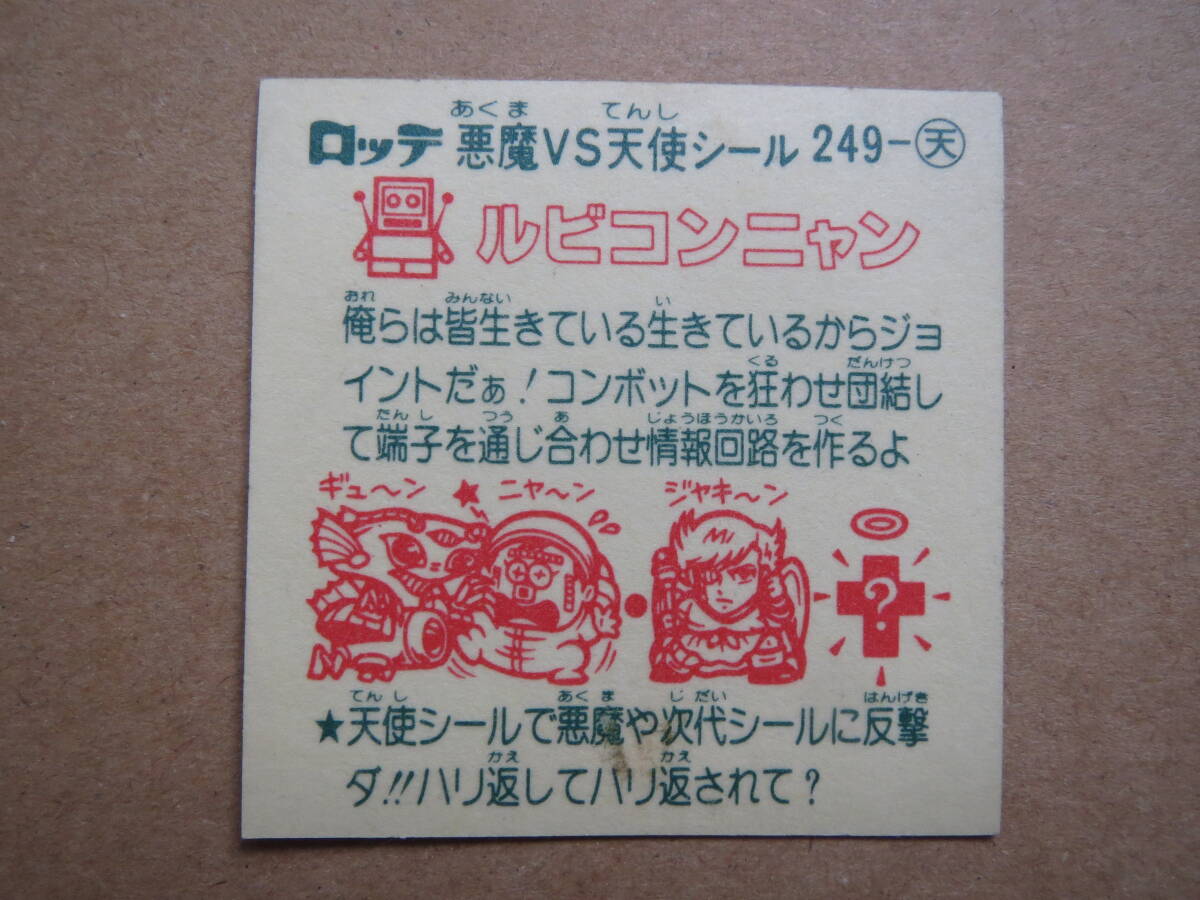 あくま てんし
ロッテ 悪魔VS天使シール 249-天
ルビコンニャン
おれ みんない い
俺らは皆生きている生きているからジョ
くる だんけつ
イントだぁ!コンボットを狂わせ団結し
たんし つう あ じょうほうかいろ つく
て端子を通じ合わせ情報回路を作るよ
ギュ〜ン ニャ〜ン ジャキ〜ン
?
てんし あくま じだい はんげき
★天使シールで悪魔や次代シールに反撃
かえ かえ
ダ!!ハリ返してハリ返されて?